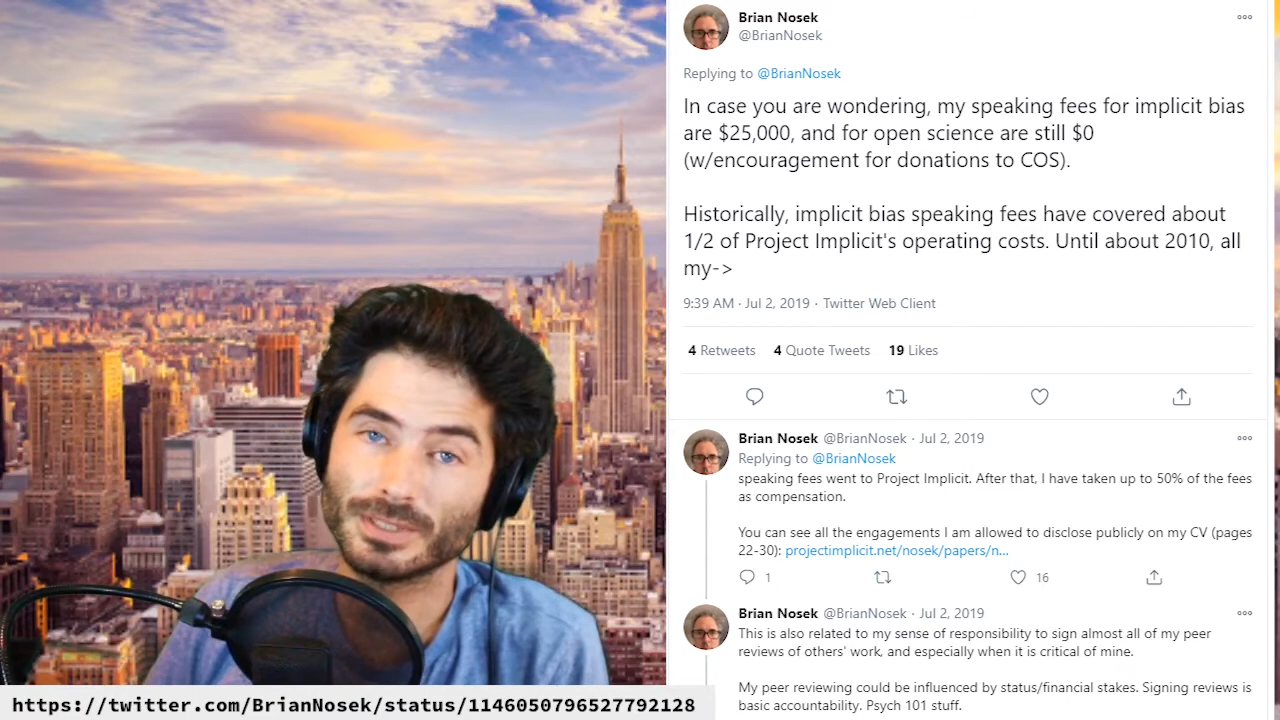 Brian Nosek
@BrianNosek
Replying to @BrianNosek
In case you are wondering, my speaking fees for implicit bias
are $25,000, and for open science are still $0
(w/encouragement for donations to COS).
Historically, implicit bias speaking fees have covered about
1/2 of Project Implicit's operating costs. Until about 2010, all
my->
9:39 AM · Jul 2, 2019 · Twitter Web Client
4 Retweets 4 Quote Tweets 19 Likes
Brian Nosek @BrianNosek · Jul 2, 2019
Replying to @BrianNosek
speaking fees went to Project Implicit. After that, I have taken up to 50% of the fees
as compensation.
You can see all the engagements I am allowed to disclose publicly on my CV (pages
22-30): projectimplicit.net/nosek/papers/n...
1 16
Brian Nosek @BrianNosek · Jul 2, 2019
This is also related to my sense of responsibility to sign almost all of my peer
reviews of others' work, and especially when it is critical of mine.
My peer reviewing could be influenced by status/financial stakes. Signing reviews is
basic accountability. Psych 101 stuff.
https://twitter.com/BrianNosek/status/1146050796527792128